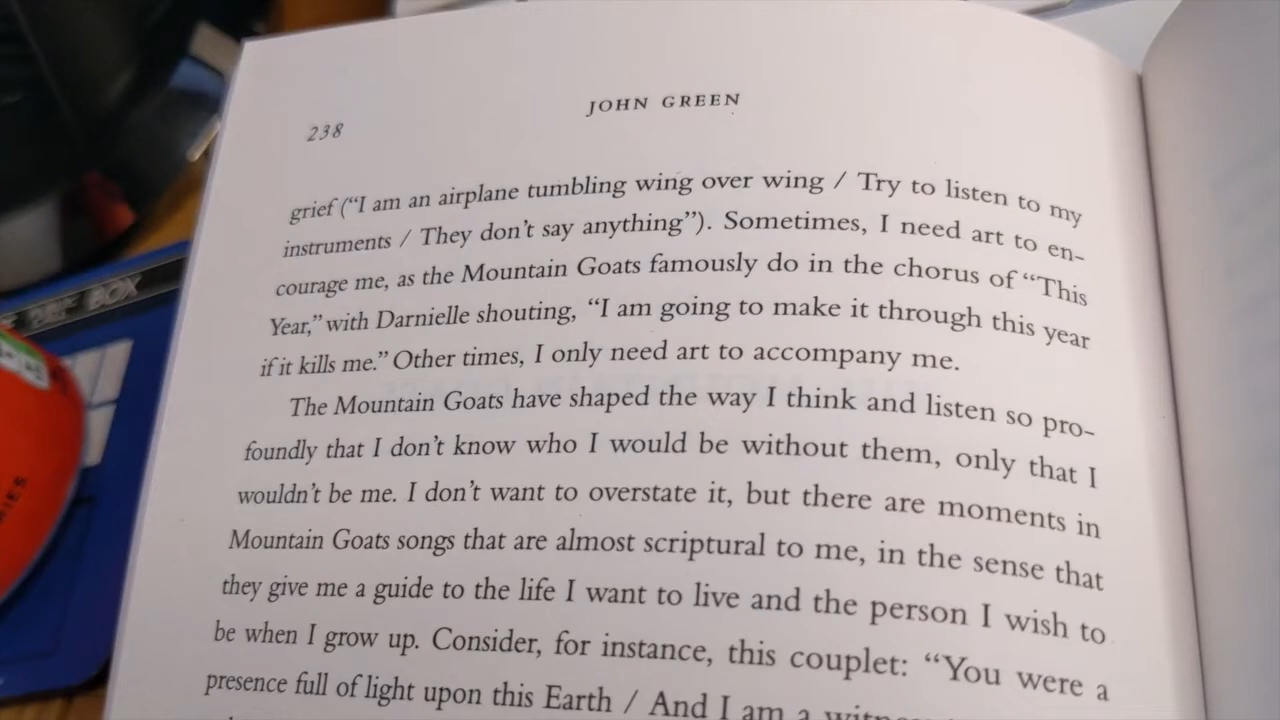 JOHN GREEN
238
grief (“I am an airplane tumbling wing over wing / Try to listen to my
instruments / They don’t say anything”). Sometimes, I need art to en-
courage me, as the Mountain Goats famously do in the chorus of “This
Year,” with Darnielle shouting, “I am going to make it through this year
if it kills me.” Other times, I only need art to accompany me.
The Mountain Goats have shaped the way I think and listen so pro-
foundly that I don’t know who I would be without them, only that I
wouldn’t be me. I don’t want to overstate it, but there are moments in
Mountain Goats songs that are almost scriptural to me, in the sense that
they give me a guide to the life I want to live and the person I wish to
be when I grow up. Consider, for instance, this couplet: “You were a
presence full of light upon this Earth / And I am a
BOX